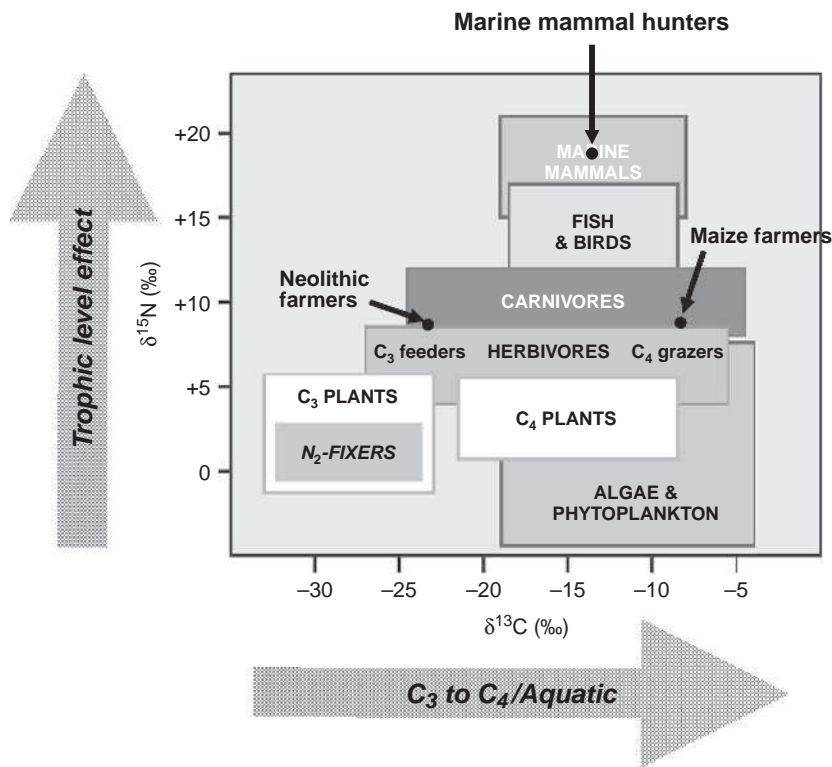 Marine mammal hunters
+20
MARINE
MAMMALS
+15
FISH
& BIRDS
Maize farmers
Neolithic
farmers
+10
CARNIVORES
C₃ feeders HERBIVORES C₄ grazers
+5
C₃ PLANTS
C₄ PLANTS
N₂-FIXERS
0
ALGAE &
PHYTOPLANKTON
Trophic level effect
δ¹⁵N (‰)
–30 –25 –20 –15 –10 –5
δ¹³C (‰)
C₃ to C₄/Aquatic